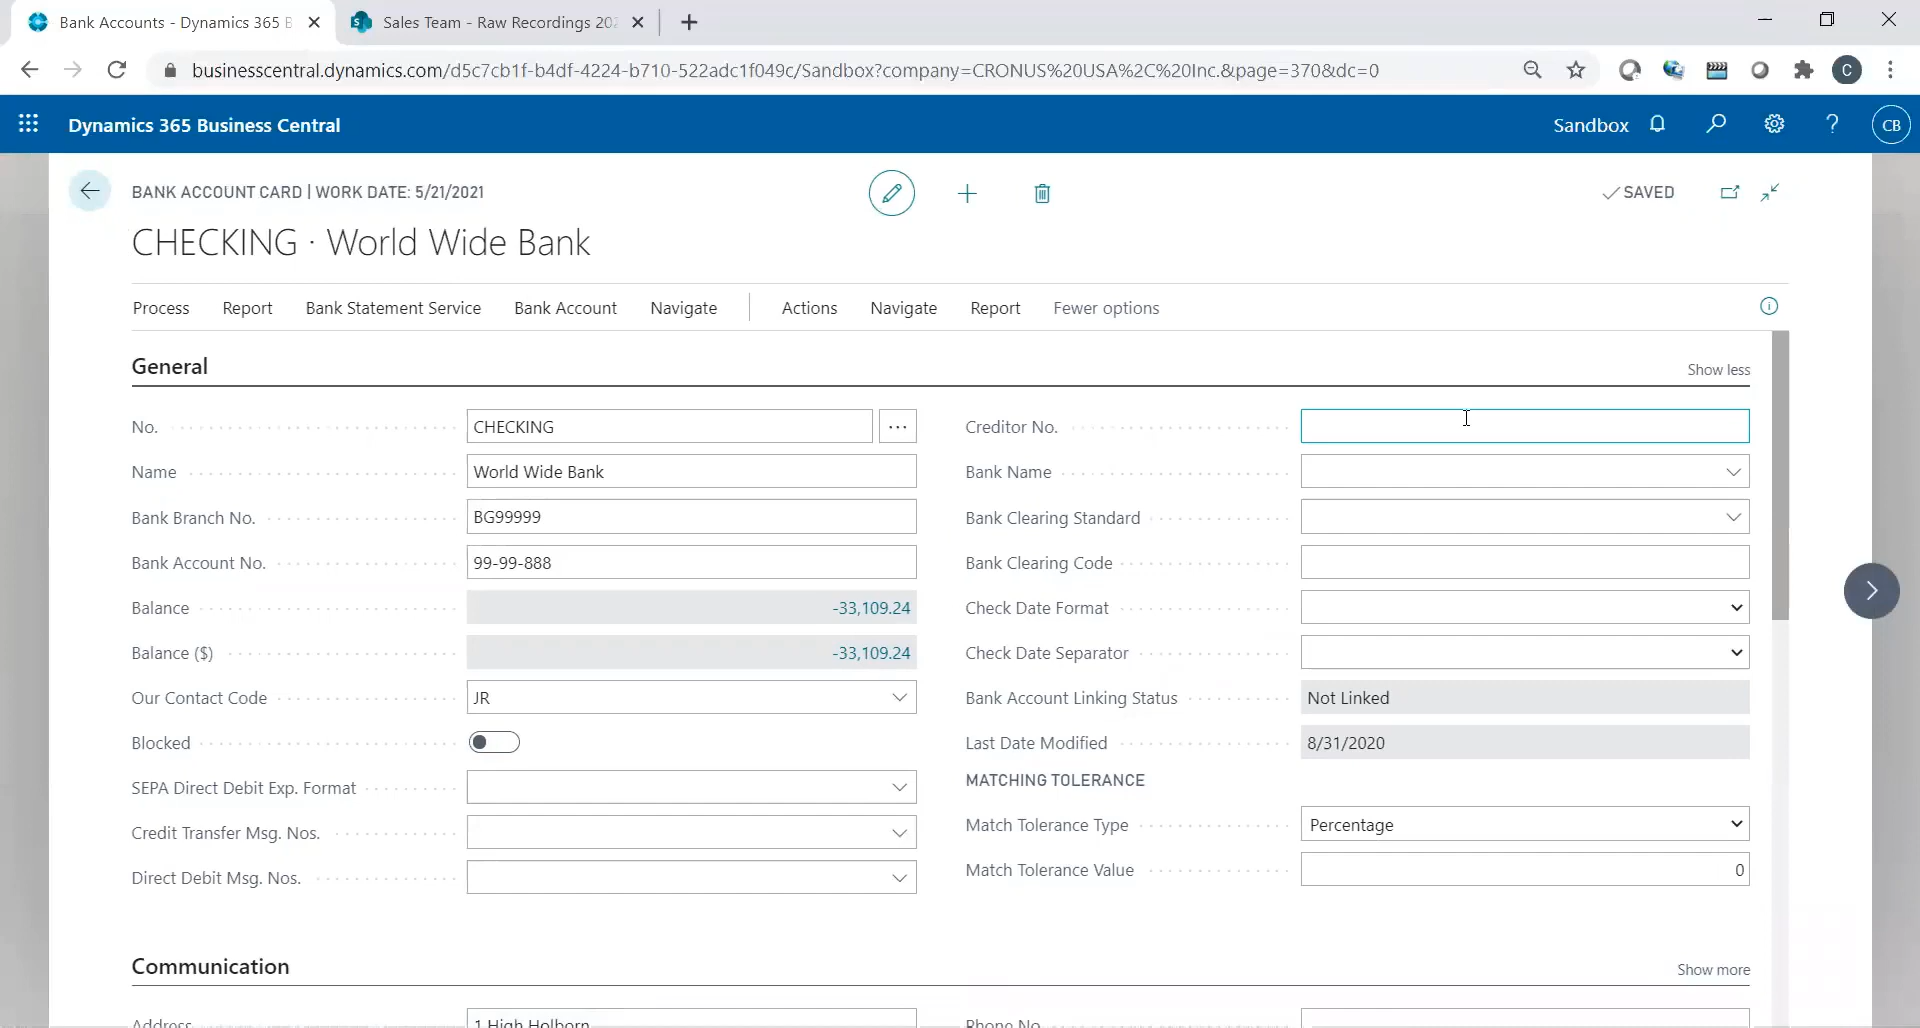 Bank Accounts - Dynamics 365 B
Sales Team - Raw Recordings 202
businesscentral.dynamics.com/d5c7cb1f-b4df-4224-b710-522adc1f049c/Sandbox?company=CRONUS%20USA%2C%20Inc.&page=370&dc=0
C
Dynamics 365 Business Central
Sandbox
CB
BANK ACCOUNT CARD | WORK DATE: 5/21/2021
SAVED
CHECKING · World Wide Bank
Process Report Bank Statement Service Bank Account Navigate Actions Navigate Report Fewer options
General
Show less
No.
CHECKING
Name
World Wide Bank
Bank Branch No.
BG99999
Bank Account No.
99-99-888
Balance
-33,109.24
Balance ($)
-33,109.24
Our Contact Code
JR
Blocked
SEPA Direct Debit Exp. Format
Credit Transfer Msg. Nos.
Direct Debit Msg. Nos.
Creditor No.
Bank Name
Bank Clearing Standard
Bank Clearing Code
Check Date Format
Check Date Separator
Bank Account Linking Status
Not Linked
Last Date Modified
8/31/2020
MATCHING TOLERANCE
Match Tolerance Type
Percentage
Match Tolerance Value
0
Communication
Show more
Address
1 High Holborn
Phone No.